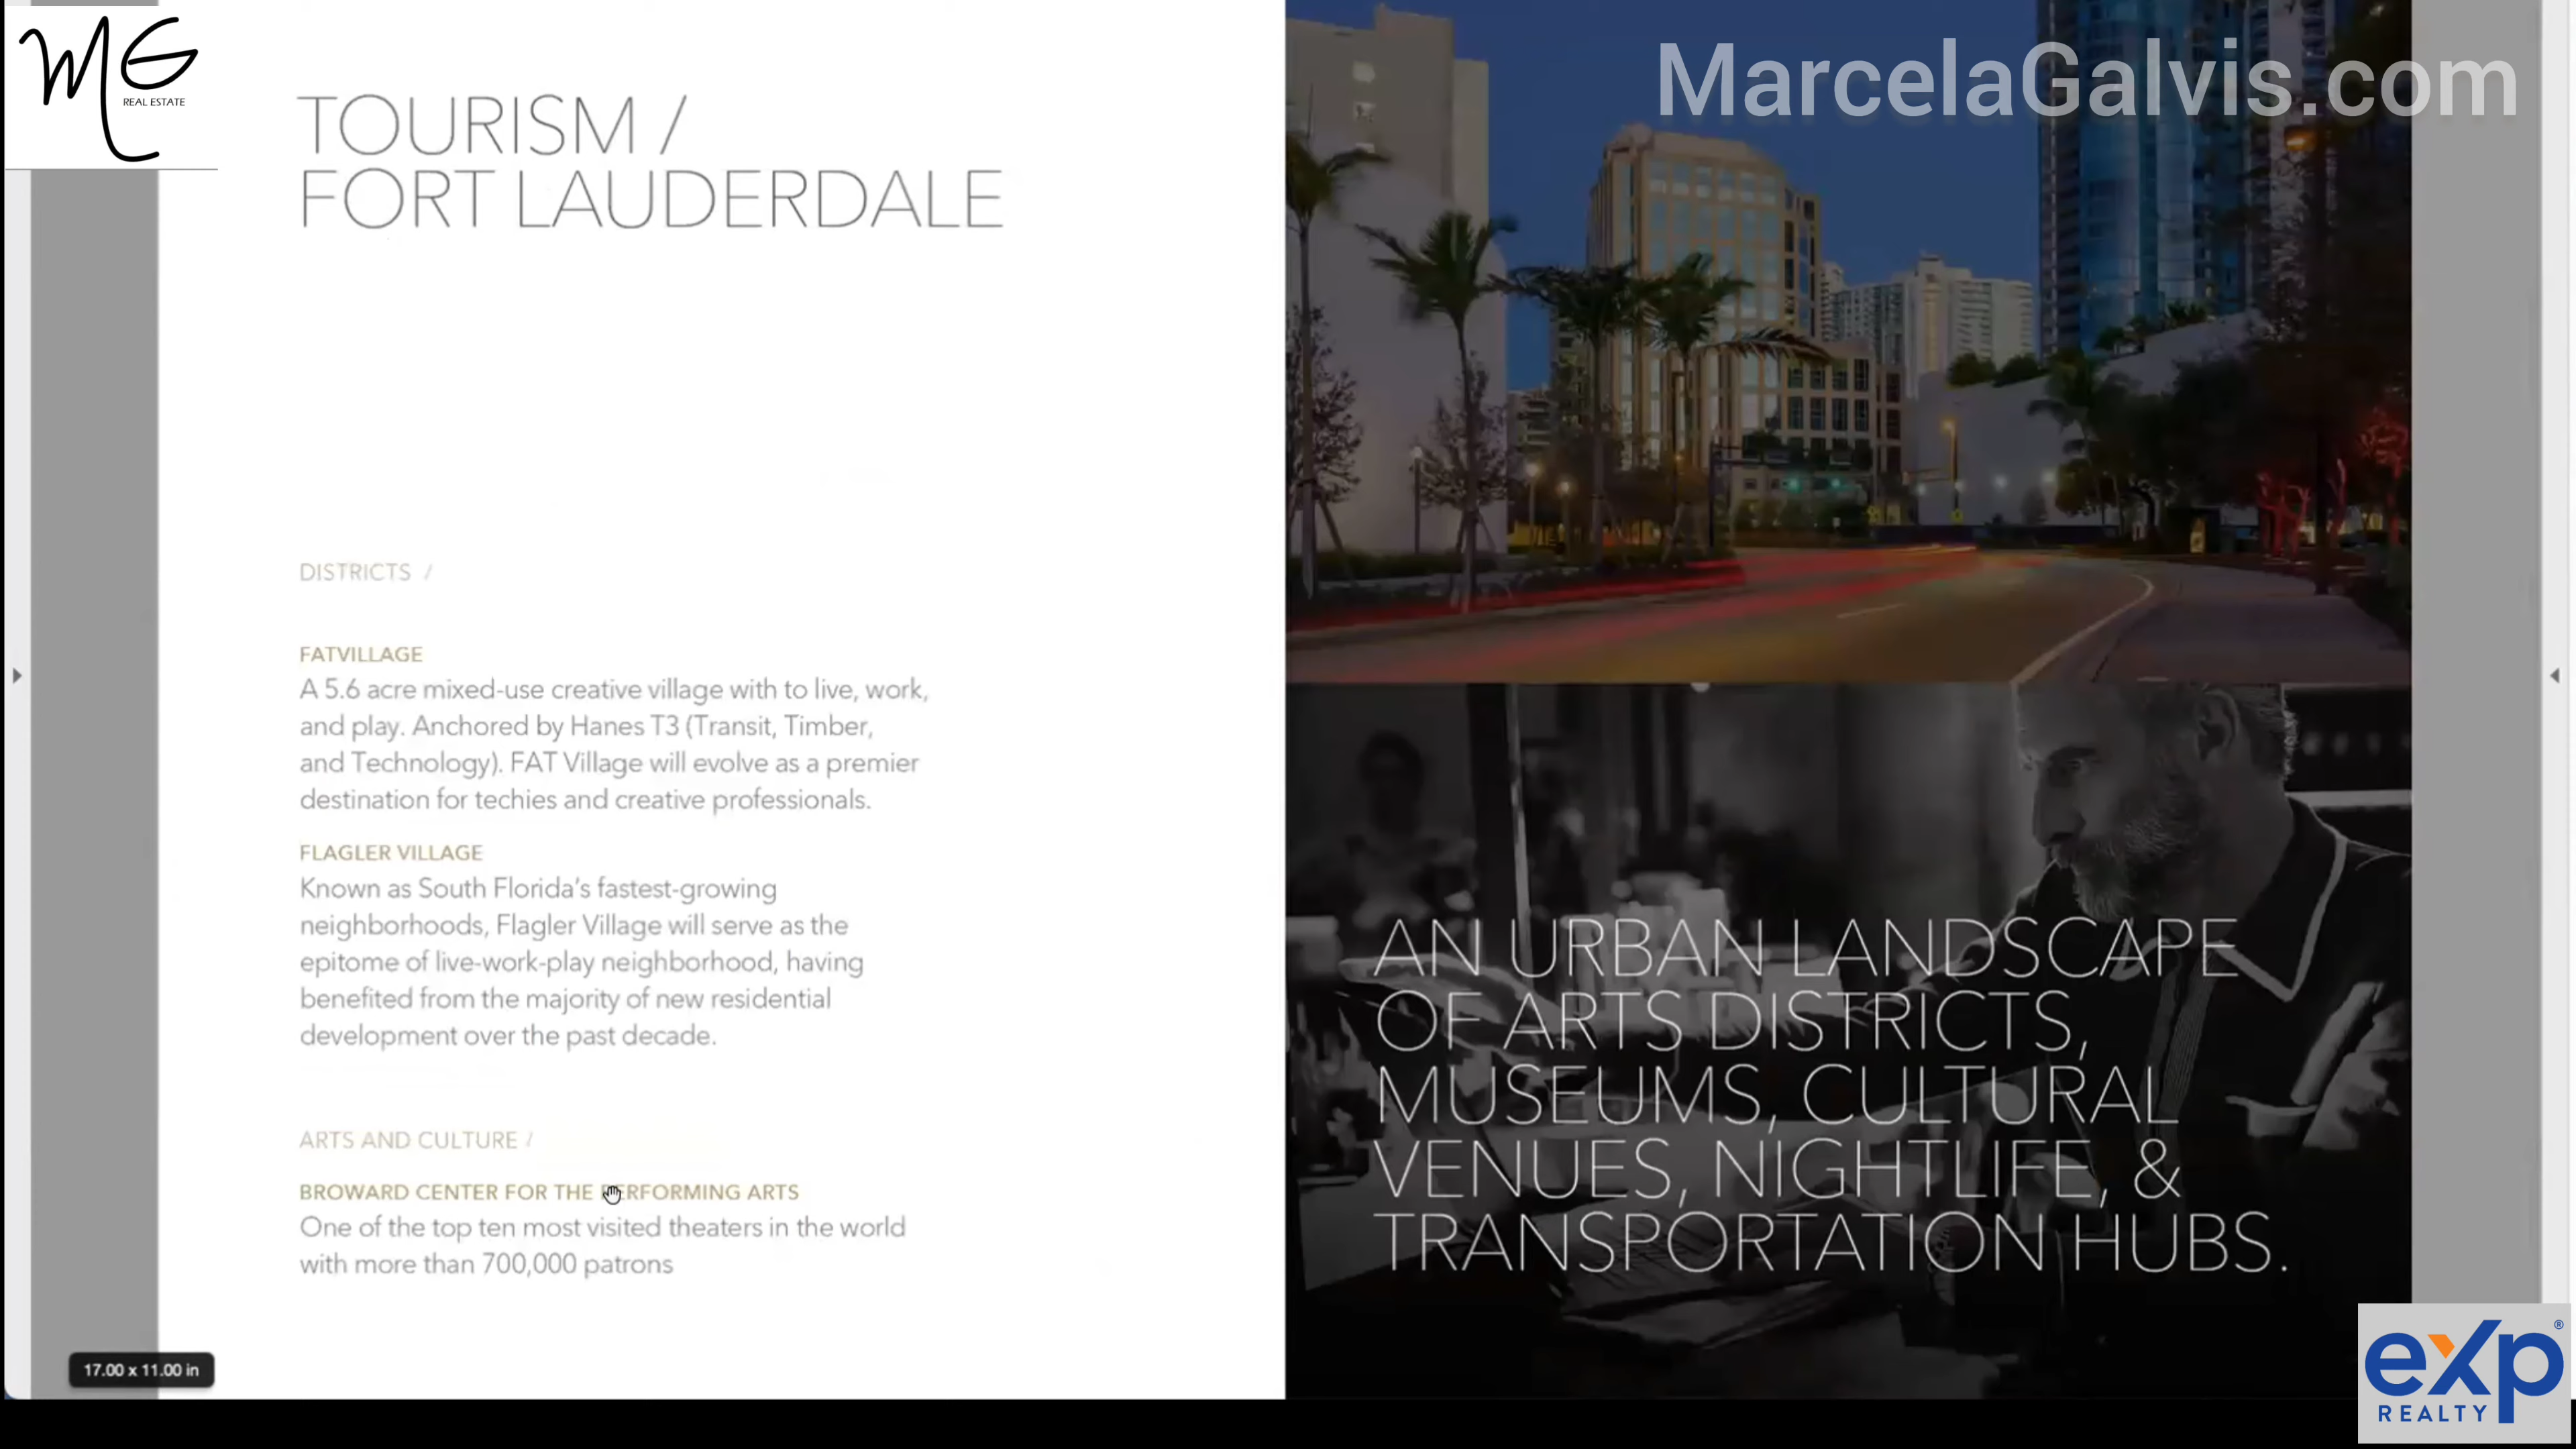 MG
REAL ESTATE
MarcelaGalvis.com
TOURISM /
FORT LAUDERDALE
DISTRICTS /
FATVILLAGE
A 5.6 acre mixed-use creative village with to live, work,
and play. Anchored by Hanes T3 (Transit, Timber,
and Technology). FAT Village will evolve as a premier
destination for techies and creative professionals.
FLAGLER VILLAGE
Known as South Florida’s fastest-growing
neighborhoods, Flagler Village will serve as the
epitome of live-work-play neighborhood, having
benefited from the majority of new residential
development over the past decade.
ARTS AND CULTURE /
BROWARD CENTER FOR THE PERFORMING ARTS
One of the top ten most visited theaters in the world
with more than 700,000 patrons
AN URBAN LANDSCAPE
OF ARTS DISTRICTS,
MUSEUMS, CULTURAL
VENUES, NIGHTLIFE, &
TRANSPORTATION HUBS.
17.00 x 11.00 in
eXp®
REALTY